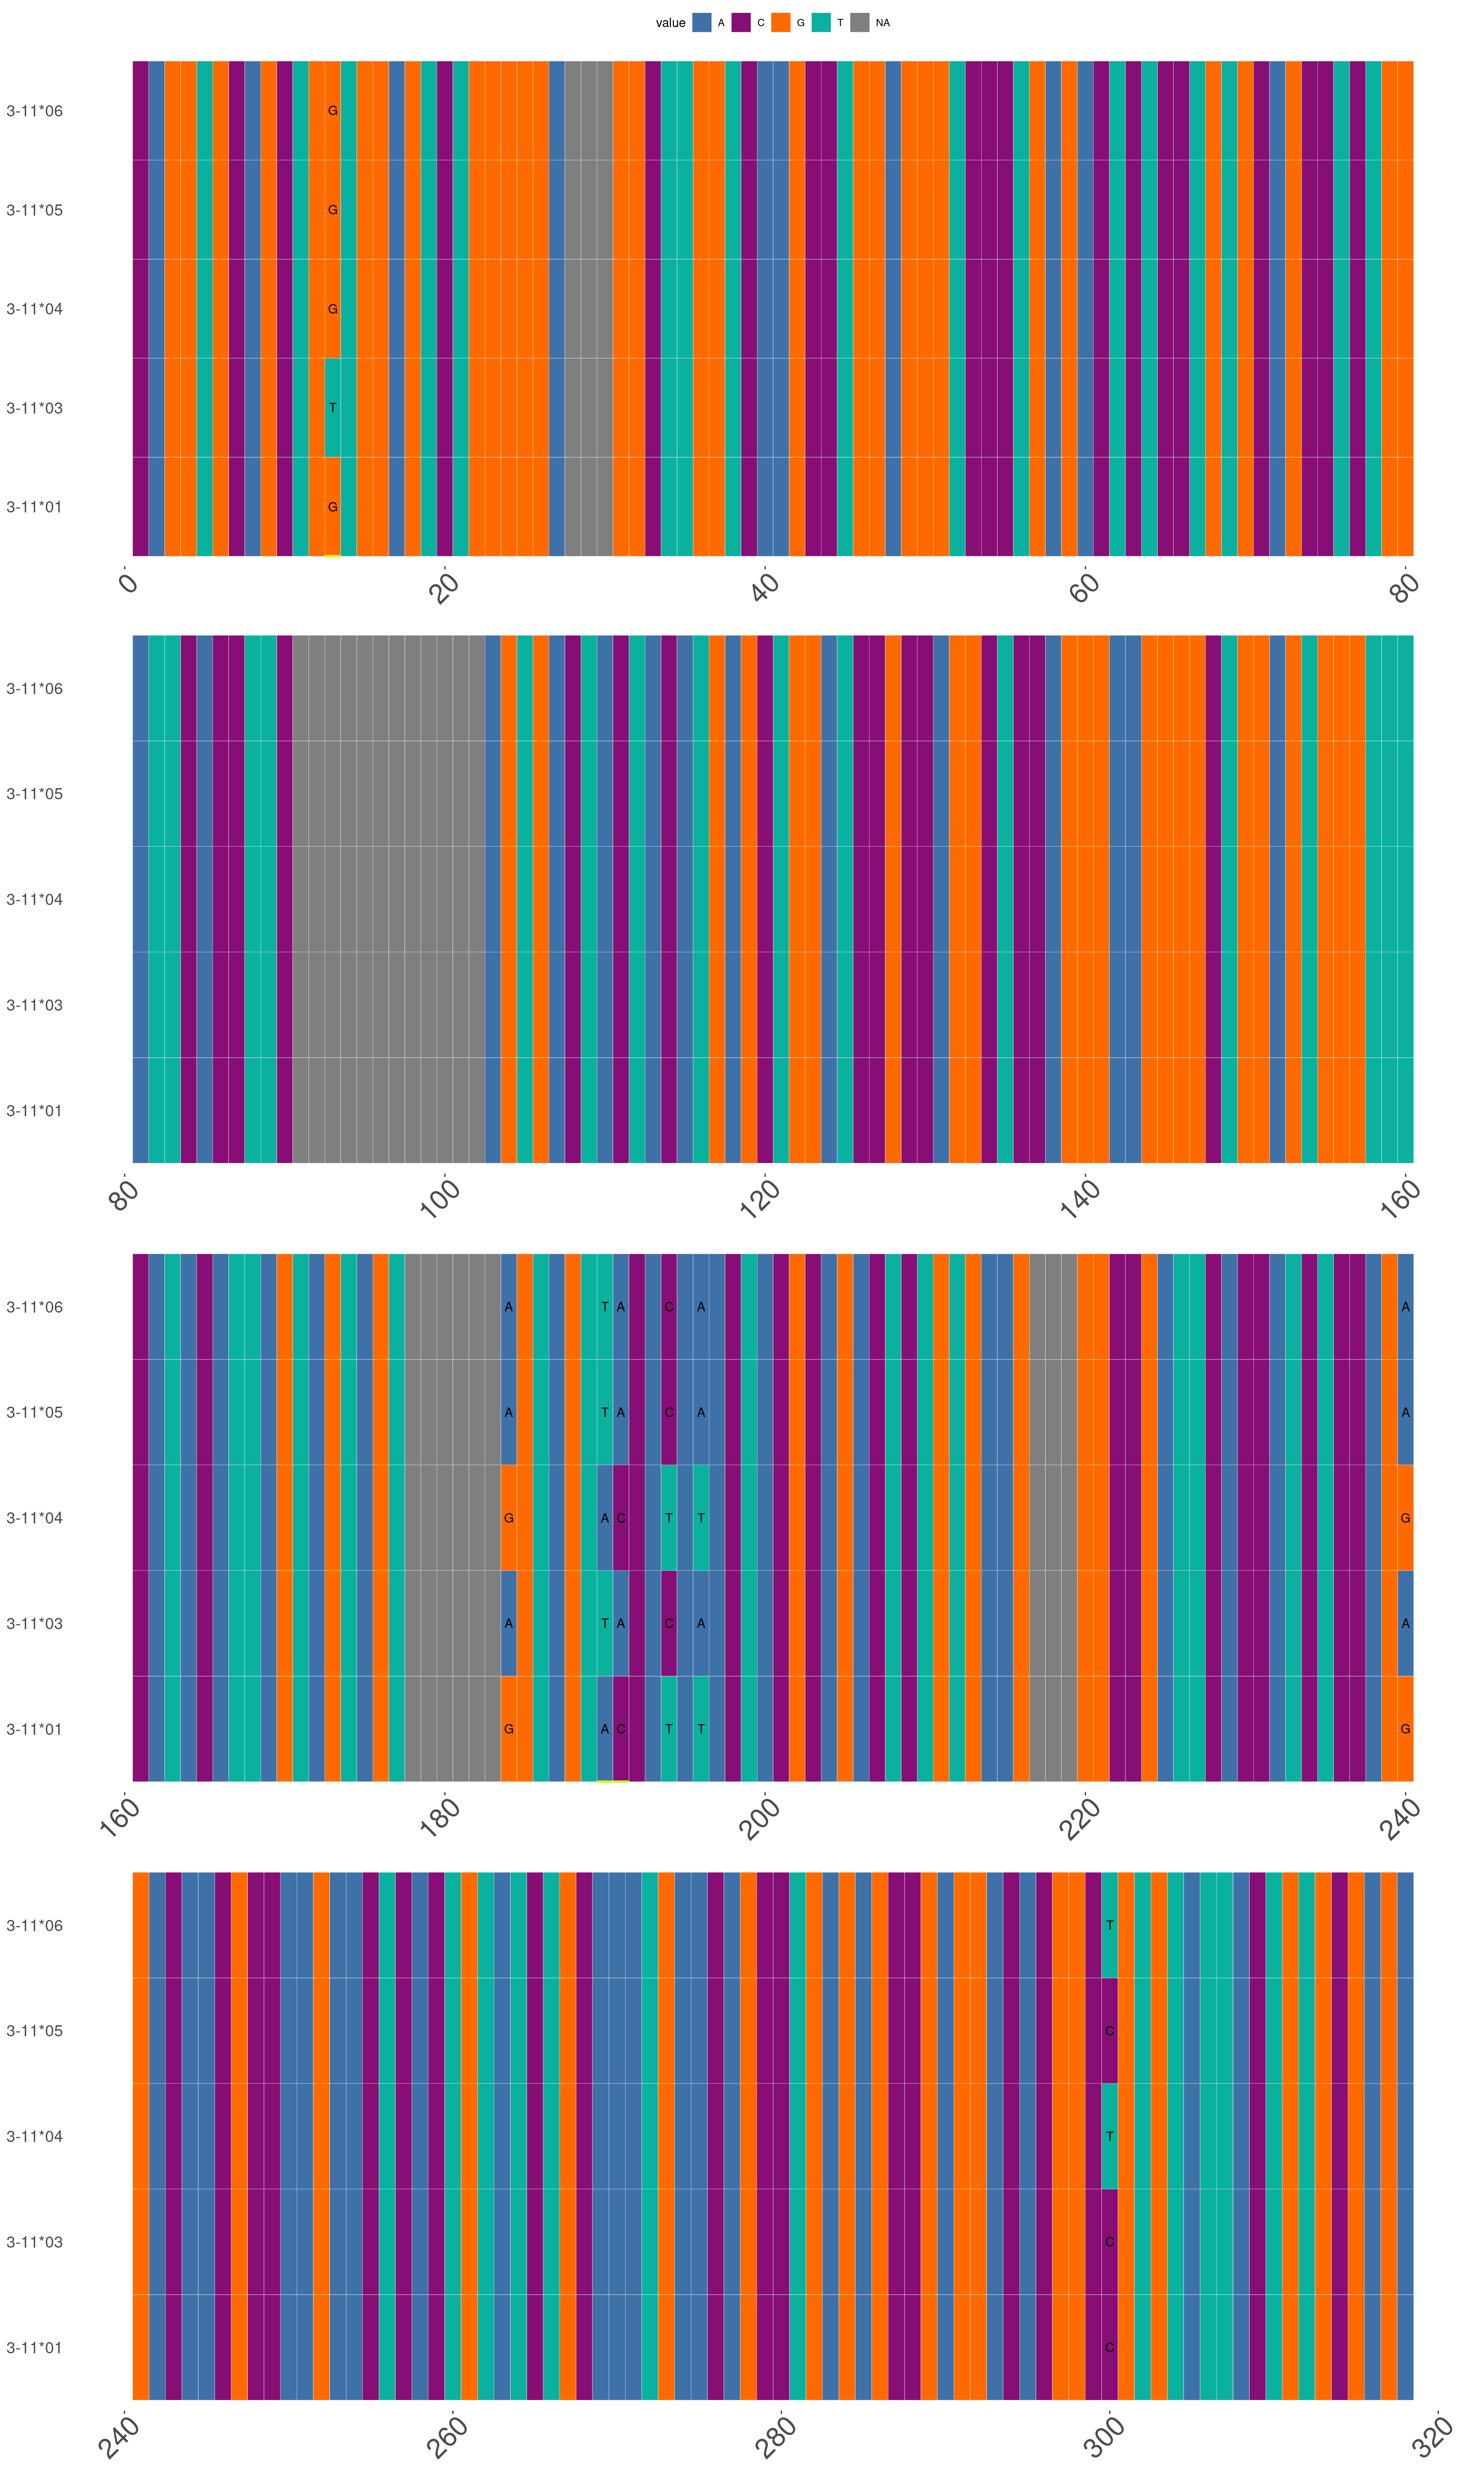 value A C G T NA
3-11*06 G
3-11*05 G
3-11*04 G
3-11*03 T
3-11*01 G
0 20 40 60 80
3-11*06
3-11*05
3-11*04
3-11*03
3-11*01
80 100 120 140 160
3-11*06 A T A C A A
3-11*05 A T A C A A
3-11*04 G A C T T G
3-11*03 A T A C A A
3-11*01 G A C T T G
160 180 200 220 240
3-11*06 T
3-11*05 C
3-11*04 T
3-11*03 C
3-11*01 C
240 260 280 300 320